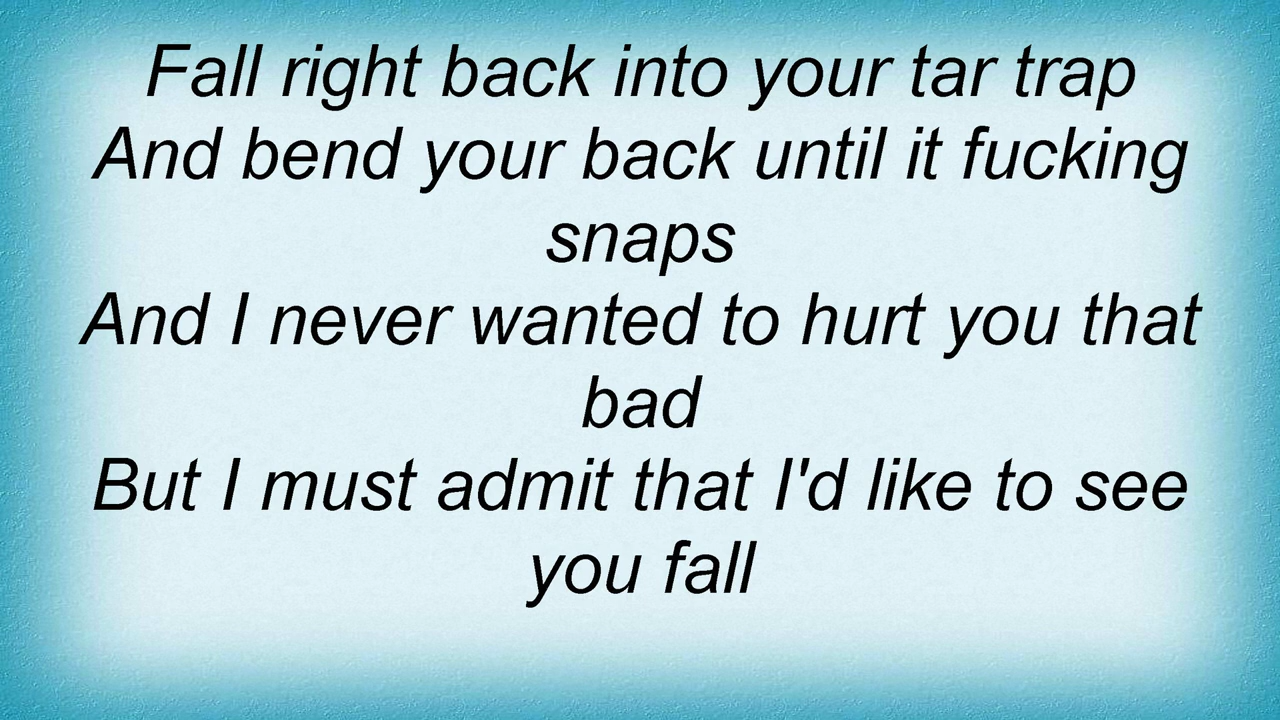 Fall right back into your tar trap
And bend your back until it fucking
snaps
And I never wanted to hurt you that
bad
But I must admit that I'd like to see
you fall